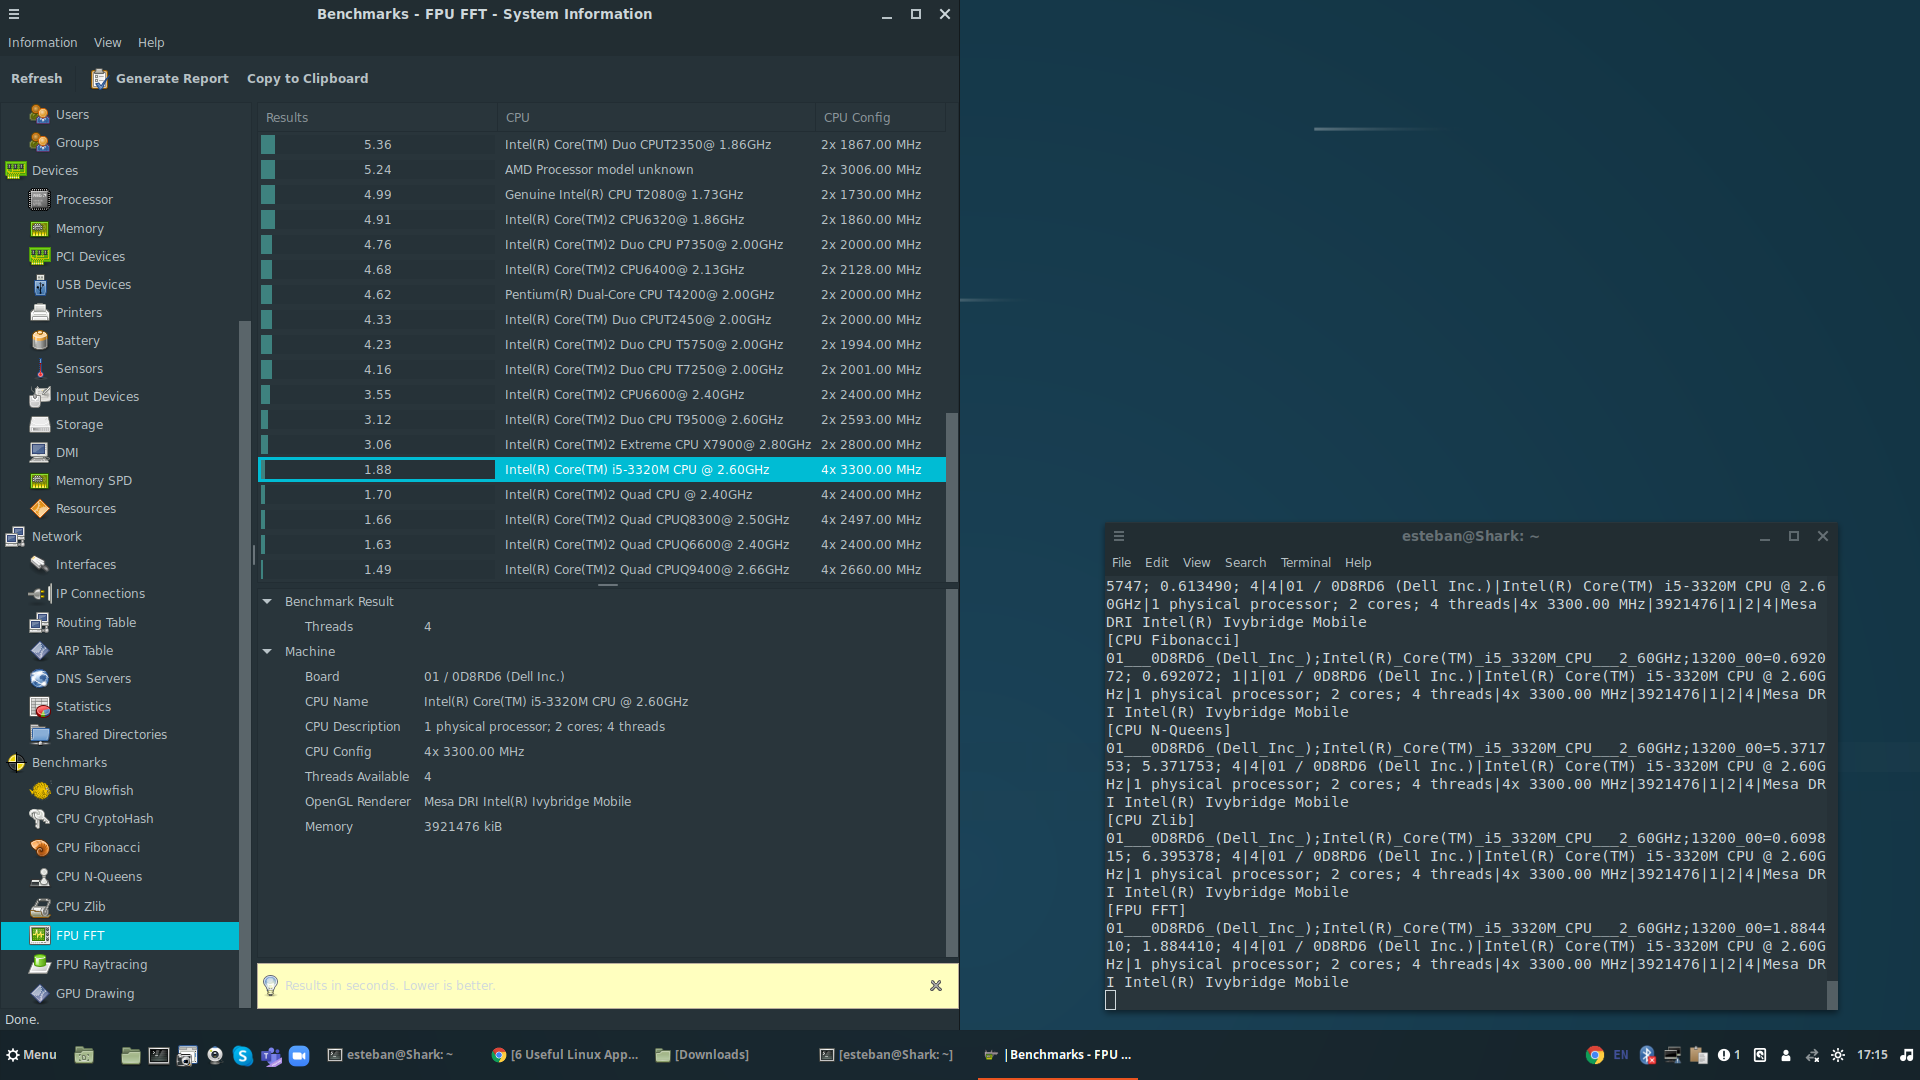 Benchmarks - FPU FFT - System Information
Information View Help
Refresh Generate Report Copy to Clipboard
Users
Groups
Devices
Processor
Memory
PCI Devices
USB Devices
Printers
Battery
Sensors
Input Devices
Storage
DMI
Memory SPD
Resources
Network
Interfaces
IP Connections
Routing Table
ARP Table
DNS Servers
Statistics
Shared Directories
Benchmarks
CPU Blowfish
CPU CryptoHash
CPU Fibonacci
CPU N-Queens
CPU Zlib
FPU FFT
FPU Raytracing
GPU Drawing
Results CPU CPU Config
5.36 Intel(R) Core(TM) Duo CPUT2350@ 1.86GHz 2x 1867.00 MHz
5.24 AMD Processor model unknown 2x 3006.00 MHz
4.99 Genuine Intel(R) CPU T2080@ 1.73GHz 2x 1730.00 MHz
4.91 Intel(R) Core(TM)2 CPU6320@ 1.86GHz 2x 1860.00 MHz
4.76 Intel(R) Core(TM)2 Duo CPU P7350@ 2.00GHz 2x 2000.00 MHz
4.68 Intel(R) Core(TM)2 CPU6400@ 2.13GHz 2x 2128.00 MHz
4.62 Pentium(R) Dual-Core CPU T4200@ 2.00GHz 2x 2000.00 MHz
4.33 Intel(R) Core(TM) Duo CPUT2450@ 2.00GHz 2x 2000.00 MHz
4.23 Intel(R) Core(TM)2 Duo CPU T5750@ 2.00GHz 2x 1994.00 MHz
4.16 Intel(R) Core(TM)2 Duo CPU T7250@ 2.00GHz 2x 2001.00 MHz
3.55 Intel(R) Core(TM)2 CPU6600@ 2.40GHz 2x 2400.00 MHz
3.12 Intel(R) Core(TM)2 Duo CPU T9500@ 2.60GHz 2x 2593.00 MHz
3.06 Intel(R) Core(TM)2 Extreme CPU X7900@ 2.80GHz 2x 2800.00 MHz
1.88 Intel(R) Core(TM) i5-3320M CPU @ 2.60GHz 4x 3300.00 MHz
1.70 Intel(R) Core(TM)2 Quad CPU @ 2.40GHz 4x 2400.00 MHz
1.66 Intel(R) Core(TM)2 Quad CPUQ8300@ 2.50GHz 4x 2497.00 MHz
1.63 Intel(R) Core(TM)2 Quad CPUQ6600@ 2.40GHz 4x 2400.00 MHz
1.49 Intel(R) Core(TM)2 Quad CPUQ9400@ 2.66GHz 4x 2660.00 MHz
Benchmark Result
Threads 4
Machine
Board 01 / 0D8RD6 (Dell Inc.)
CPU Name Intel(R) Core(TM) i5-3320M CPU @ 2.60GHz
CPU Description 1 physical processor; 2 cores; 4 threads
CPU Config 4x 3300.00 MHz
Threads Available 4
OpenGL Renderer Mesa DRI Intel(R) Ivybridge Mobile
Memory 3921476 kiB
Results in seconds. Lower is better.
Done.
esteban@Shark: ~
File Edit View Search Terminal Help
5747; 0.613490; 4|4|01 / 0D8RD6 (Dell Inc.)|Intel(R) Core(TM) i5-3320M CPU @ 2.6
0GHz|1 physical processor; 2 cores; 4 threads|4x 3300.00 MHz|3921476|1|2|4|Mesa
DRI Intel(R) Ivybridge Mobile
[CPU Fibonacci]
01___0D8RD6_(Dell_Inc_);Intel(R)_Core(TM)_i5_3320M_CPU___2_60GHz;13200_00=0.6920
72; 0.692072; 1|1|01 / 0D8RD6 (Dell Inc.)|Intel(R) Core(TM) i5-3320M CPU @ 2.60G
Hz|1 physical processor; 2 cores; 4 threads|4x 3300.00 MHz|3921476|1|2|4|Mesa DR
I Intel(R) Ivybridge Mobile
[CPU N-Queens]
01___0D8RD6_(Dell_Inc_);Intel(R)_Core(TM)_i5_3320M_CPU___2_60GHz;13200_00=5.3717
53; 5.371753; 4|4|01 / 0D8RD6 (Dell Inc.)|Intel(R) Core(TM) i5-3320M CPU @ 2.60G
Hz|1 physical processor; 2 cores; 4 threads|4x 3300.00 MHz|3921476|1|2|4|Mesa DR
I Intel(R) Ivybridge Mobile
[CPU Zlib]
01___0D8RD6_(Dell_Inc_);Intel(R)_Core(TM)_i5_3320M_CPU___2_60GHz;13200_00=0.6098
15; 6.395378; 4|4|01 / 0D8RD6 (Dell Inc.)|Intel(R) Core(TM) i5-3320M CPU @ 2.60G
Hz|1 physical processor; 2 cores; 4 threads|4x 3300.00 MHz|3921476|1|2|4|Mesa DR
I Intel(R) Ivybridge Mobile
[FPU FFT]
01___0D8RD6_(Dell_Inc_);Intel(R)_Core(TM)_i5_3320M_CPU___2_60GHz;13200_00=1.8844
10; 1.884410; 4|4|01 / 0D8RD6 (Dell Inc.)|Intel(R) Core(TM) i5-3320M CPU @ 2.60G
Hz|1 physical processor; 2 cores; 4 threads|4x 3300.00 MHz|3921476|1|2|4|Mesa DR
I Intel(R) Ivybridge Mobile
Menu esteban@Shark: ~ [6 Useful Linux App... [Downloads] [esteban@Shark: ~] |Benchmarks - FPU ... EN 1 17:15